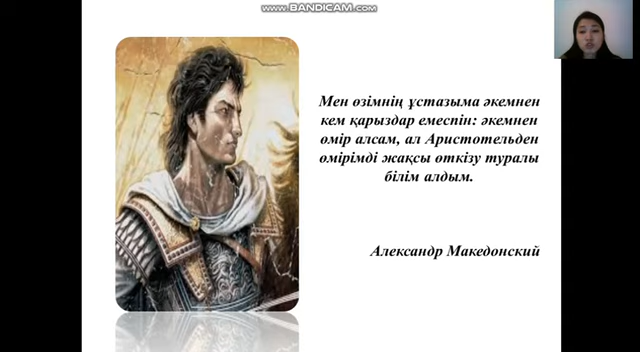 WWW.BANDICAM.COM
Мен өзімнің ұстазыма әкемнен
кем қарыздар емеспін: әкемнен
өмір алсам, ал Аристотельден
өмірімді жақсы өткізу туралы
білім алдым.
Александр Македонский